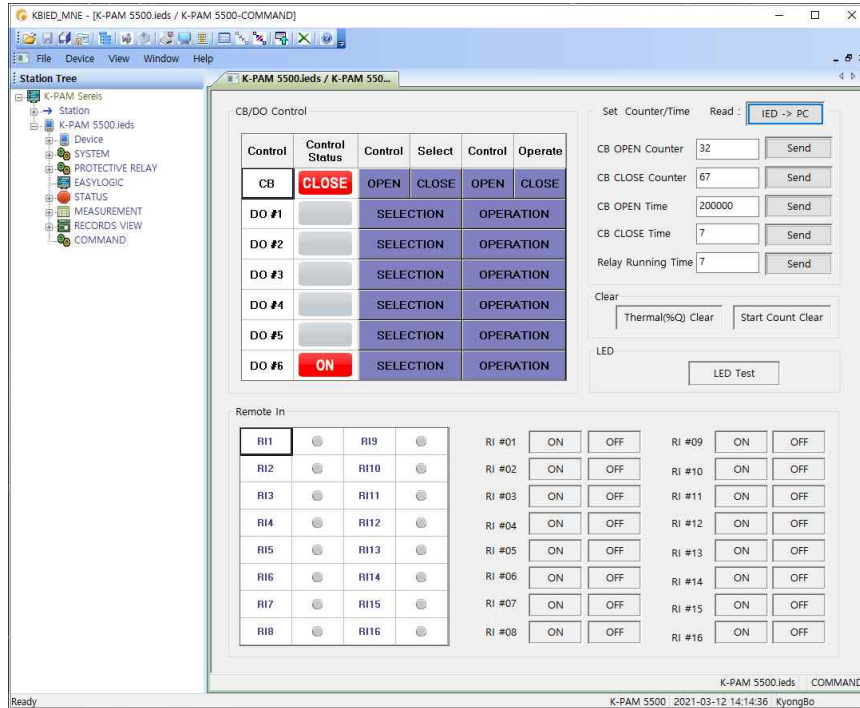 KBIED_MNE - [K-PAM 5500.ieds / K-PAM 5500-COMMAND]
File Device View Window Help
Station Tree
K-PAM 5500.ieds / K-PAM 550...
K-PAM Sereis
Station
K-PAM 5500.ieds
Device
SYSTEM
PROTECTIVE RELAY
EASYLOGIC
STATUS
MEASUREMENT
RECORDS VIEW
COMMAND
CB/DO Control
Control Control Status Control Select Control Operate
CB CLOSE OPEN CLOSE OPEN CLOSE
DO #1 SELECTION OPERATION
DO #2 SELECTION OPERATION
DO #3 SELECTION OPERATION
DO #4 SELECTION OPERATION
DO #5 SELECTION OPERATION
DO #6 ON SELECTION OPERATION
Set Counter/Time Read : IED -> PC
CB OPEN Counter 32 Send
CB CLOSE Counter 67 Send
CB OPEN Time 200000 Send
CB CLOSE Time 7 Send
Relay Running Time 7 Send
Clear
Thermal(%Q) Clear Start Count Clear
LED
LED Test
Remote In
RI1 RI9 RI #01 ON OFF RI #09 ON OFF
RI2 RI10 RI #02 ON OFF RI #10 ON OFF
RI3 RI11 RI #03 ON OFF RI #11 ON OFF
RI4 RI12 RI #04 ON OFF RI #12 ON OFF
RI5 RI13 RI #05 ON OFF RI #13 ON OFF
RI6 RI14 RI #06 ON OFF RI #14 ON OFF
RI7 RI15 RI #07 ON OFF RI #15 ON OFF
RI8 RI16 RI #08 ON OFF RI #16 ON OFF
K-PAM 5500.ieds COMMAND
Ready K-PAM 5500 2021-03-12 14:14:36 KyongBo